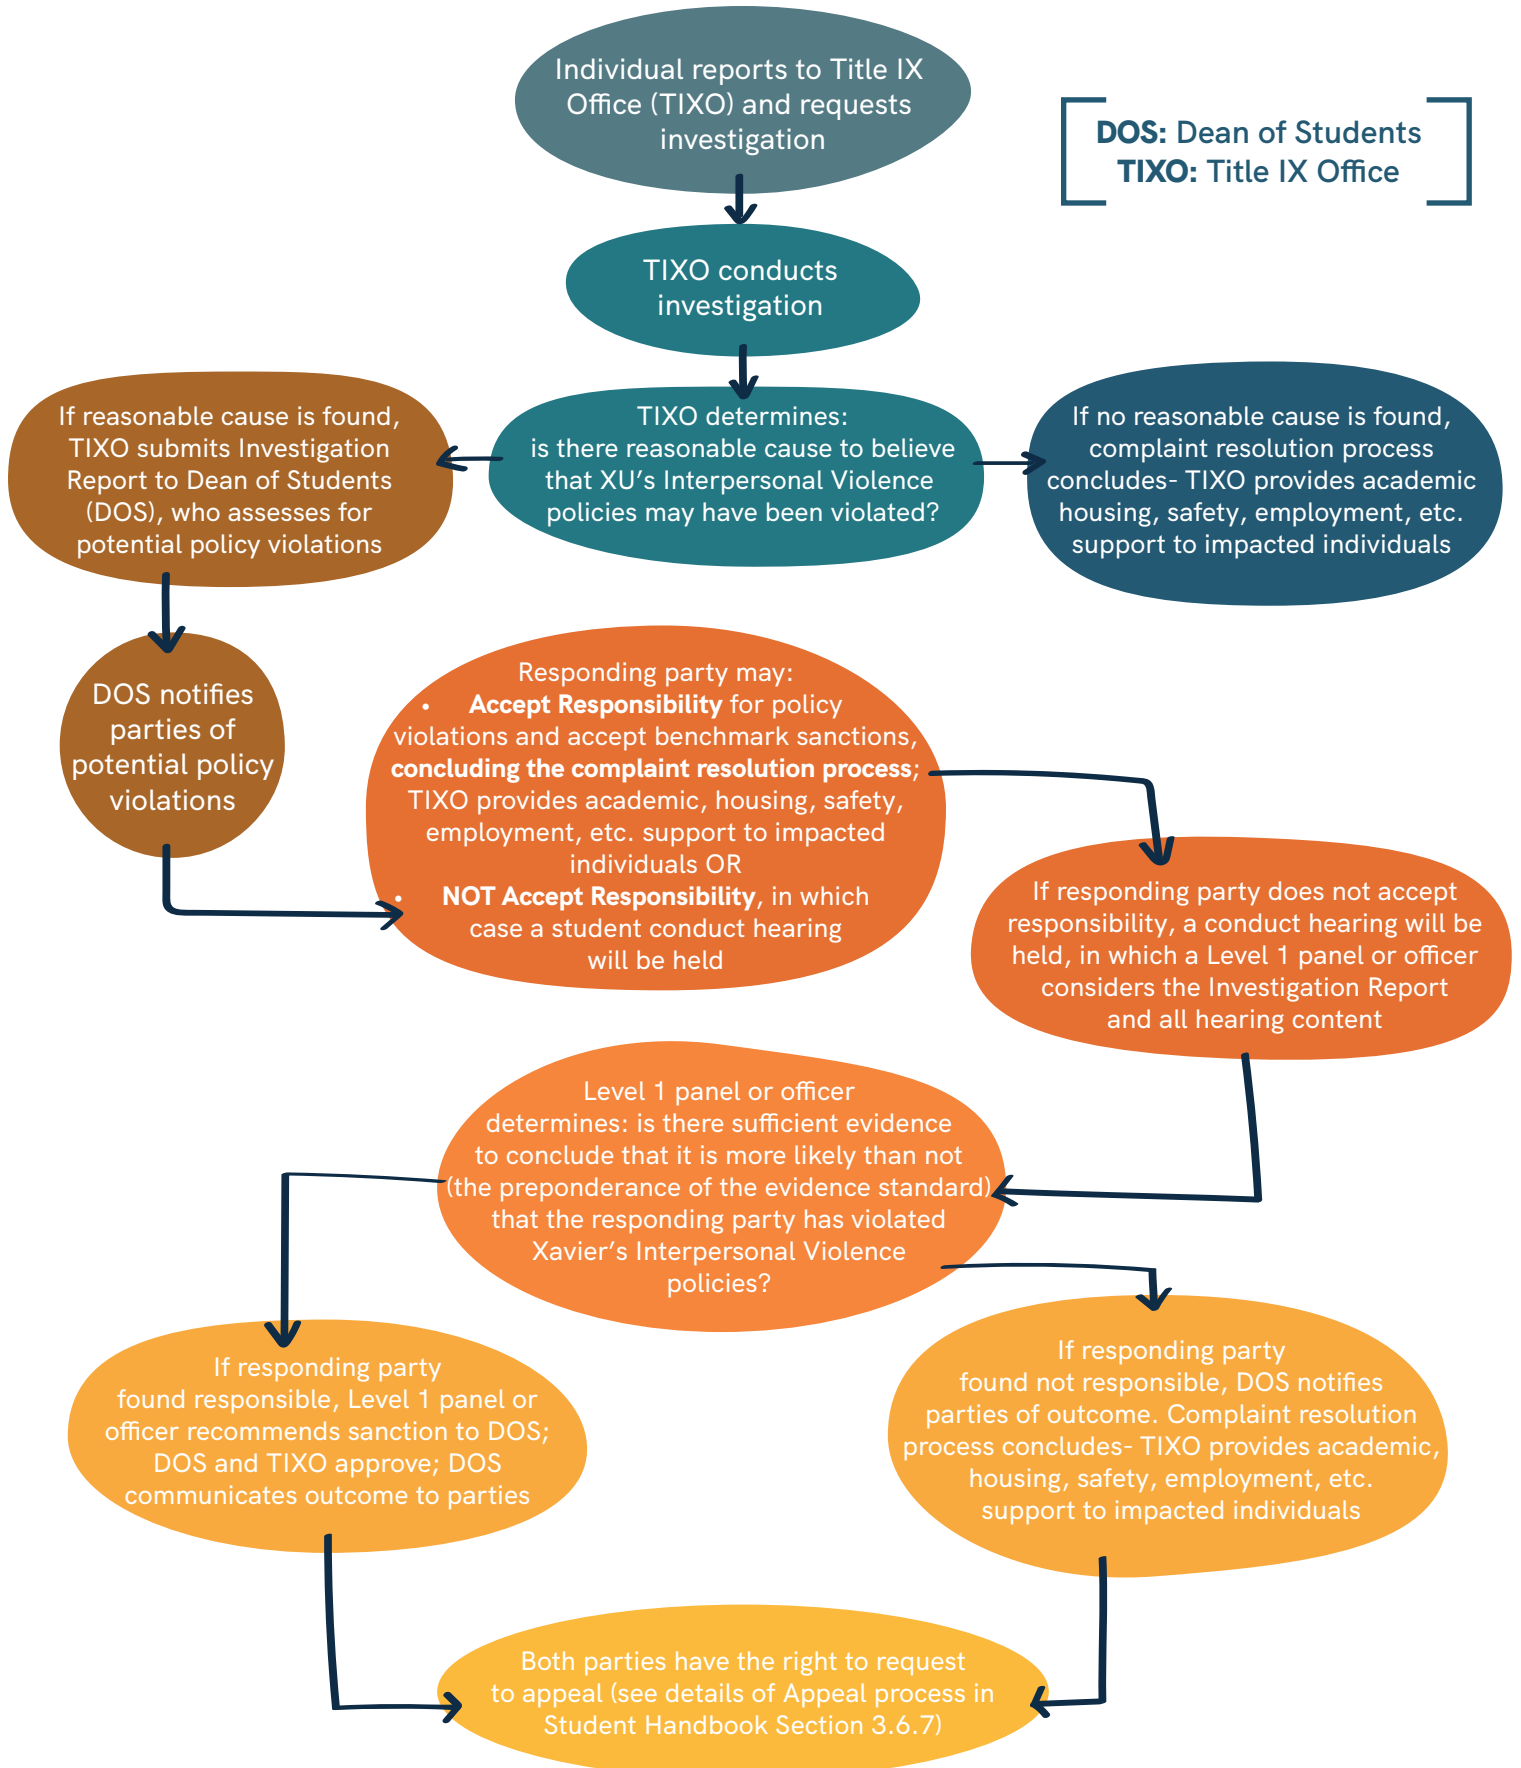 Individual reports to Title IX
Office (TIXO) and requests
investigation
DOS: Dean of Students
TIXO: Title IX Office
TIXO conducts
investigation
If reasonable cause is found,
TIXO submits Investigation
Report to Dean of Students
(DOS), who assesses for
potential policy violations
TIXO determines:
is there reasonable cause to believe
that XU’s Interpersonal Violence
policies may have been violated?
If no reasonable cause is found,
complaint resolution process
concludes- TIXO provides academic
housing, safety, employment, etc.
support to impacted individuals
DOS notifies
parties of
potential policy
violations
Responding party may:
• Accept Responsibility for policy
violations and accept benchmark sanctions,
concluding the complaint resolution process;
TIXO provides academic, housing, safety,
employment, etc. support to impacted
individuals OR
• NOT Accept Responsibility, in which
case a student conduct hearing
will be held
If responding party does not accept
responsibility, a conduct hearing will be
held, in which a Level 1 panel or officer
considers the Investigation Report
and all hearing content
Level 1 panel or officer
determines: is there sufficient evidence
to conclude that it is more likely than not
(the preponderance of the evidence standard)
that the responding party has violated
Xavier’s Interpersonal Violence
policies?
If responding party
found responsible, Level 1 panel or
officer recommends sanction to DOS;
DOS and TIXO approve; DOS
communicates outcome to parties
If responding party
found not responsible, DOS notifies
parties of outcome. Complaint resolution
process concludes- TIXO provides academic,
housing, safety, employment, etc.
support to impacted individuals
Both parties have the right to request
to appeal (see details of Appeal process in
Student Handbook Section 3.6.7)